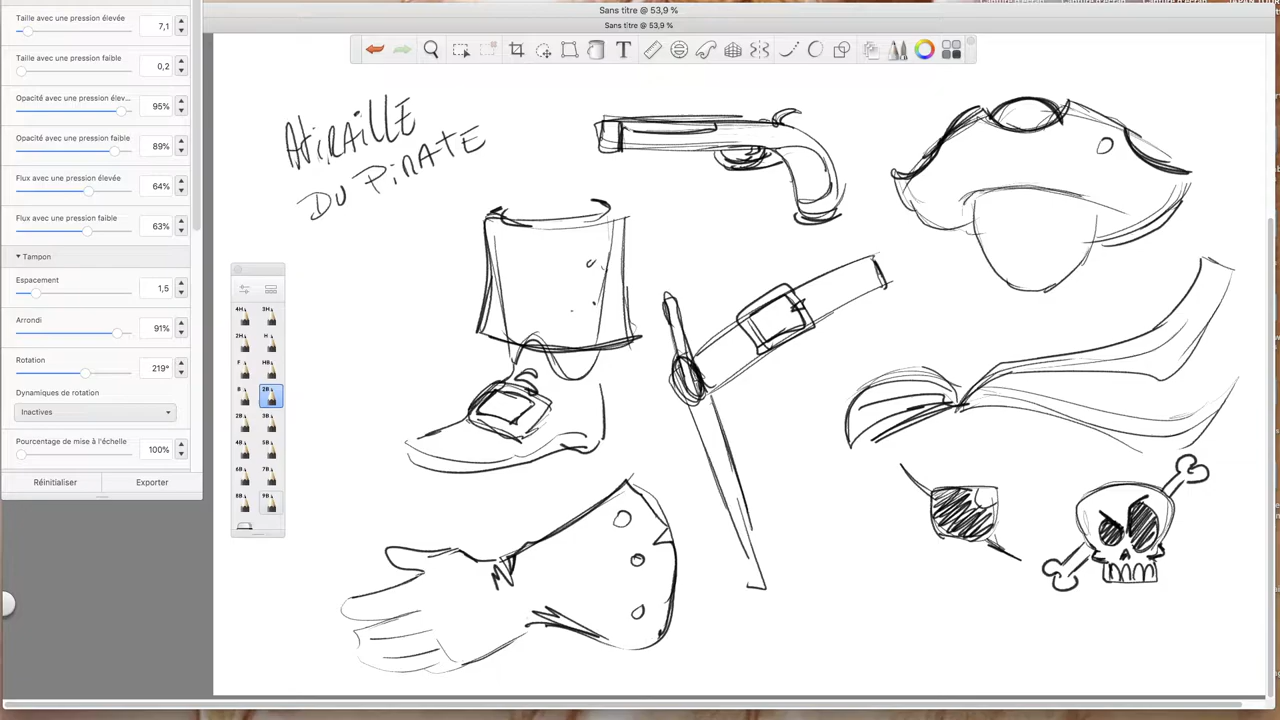 Sans titre @ 53,9 %
Sans titre @ 53,9 %
Taille avec une pression élevée
7,1
Taille avec une pression faible
0,2
Opacité avec une pression élev...
95%
Opacité avec une pression faible
89%
Flux avec une pression élevée
64%
Flux avec une pression faible
63%
Tampon
Espacement
1,5
Arrondi
91%
Rotation
219°
Dynamiques de rotation
Inactives
Pourcentage de mise à l'échelle
100%
Réinitialiser Exporter
4H 3H
2H H
F HB
B 2B
2B 3B
4B 5B
6B 7B
8B 9B
T
ATiRAiLLE
DU PiRATE